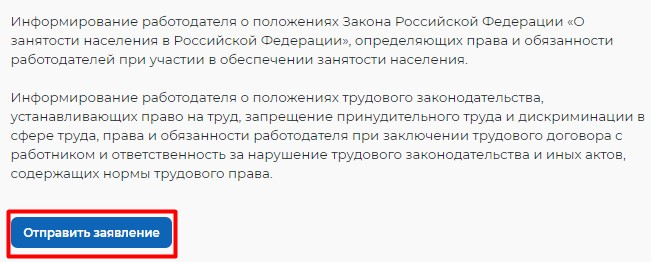 Информирование работодателя о положениях Закона Российской Федерации «О
занятости населения в Российской Федерации», определяющих права и обязанности
работодателей при участии в обеспечении занятости населения.
Информирование работодателя о положениях трудового законодательства,
устанавливающих право на труд, запрещение принудительного труда и дискриминации в
сфере труда, права и обязанности работодателя при заключении трудового договора с
работником и ответственность за нарушение трудового законодательства и иных актов,
содержащих нормы трудового права.
Отправить заявление